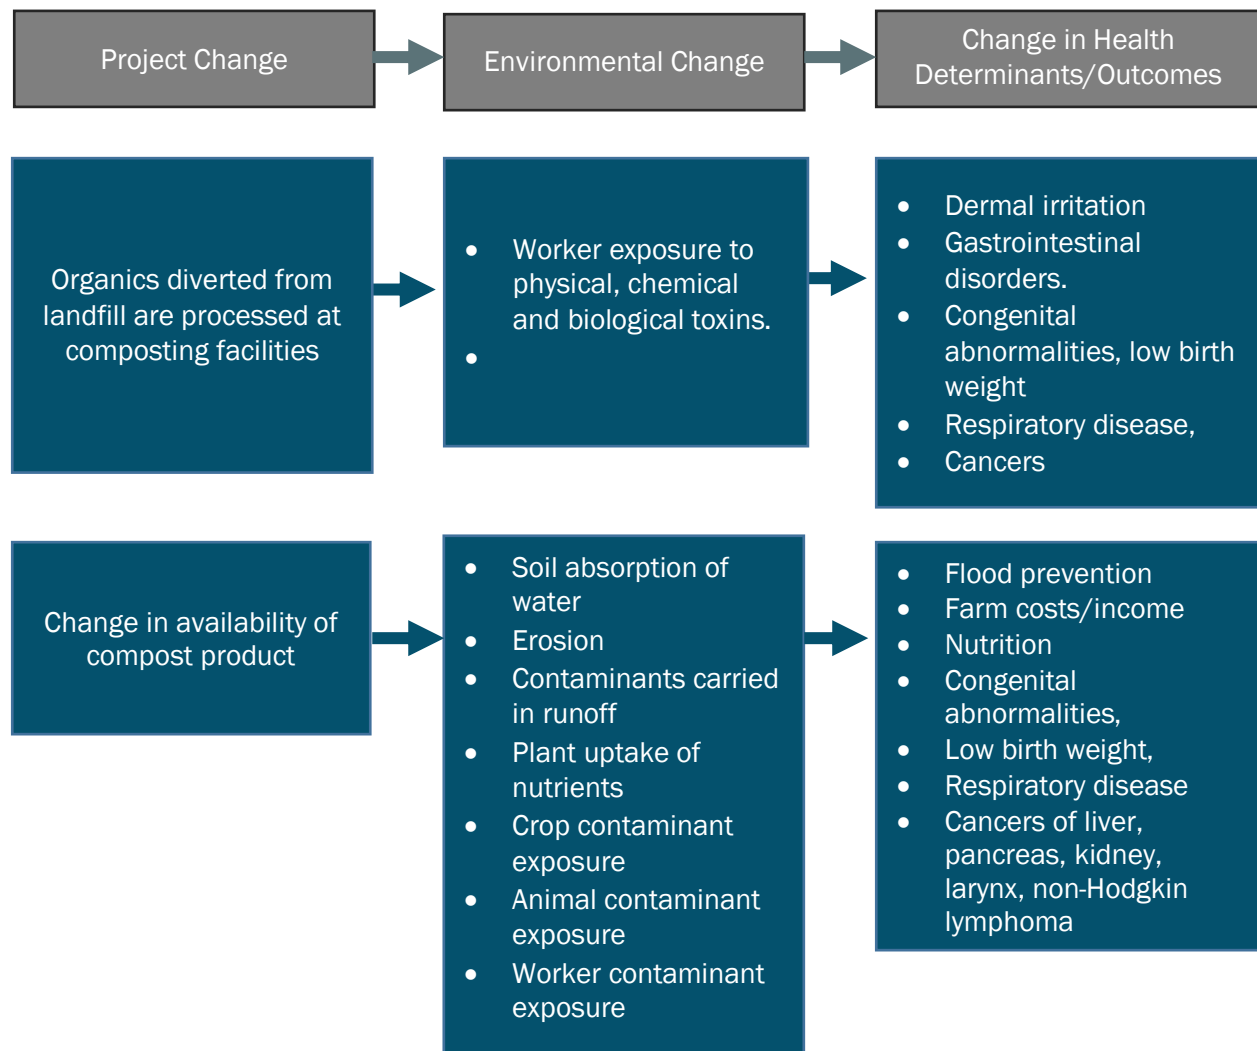 Project Change
Environmental Change
Change in Health
Determinants/Outcomes
Organics diverted from
landfill are processed at
composting facilities
• Worker exposure to
physical, chemical
and biological toxins.
•
• Dermal irritation
• Gastrointestinal
disorders.
• Congenital
abnormalities, low birth
weight
• Respiratory disease,
• Cancers
Change in availability of
compost product
• Soil absorption of
water
• Erosion
• Contaminants carried
in runoff
• Plant uptake of
nutrients
• Crop contaminant
exposure
• Animal contaminant
exposure
• Worker contaminant
exposure
• Flood prevention
• Farm costs/income
• Nutrition
• Congenital
abnormalities,
• Low birth weight,
• Respiratory disease
• Cancers of liver,
pancreas, kidney,
larynx, non-Hodgkin
lymphoma